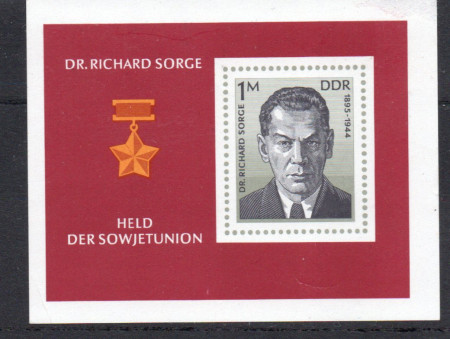 DR. RICHARD SORGE
HELD
DER SOWJETUNION
1M DDR
DR. RICHARD SORGE
1895-1944